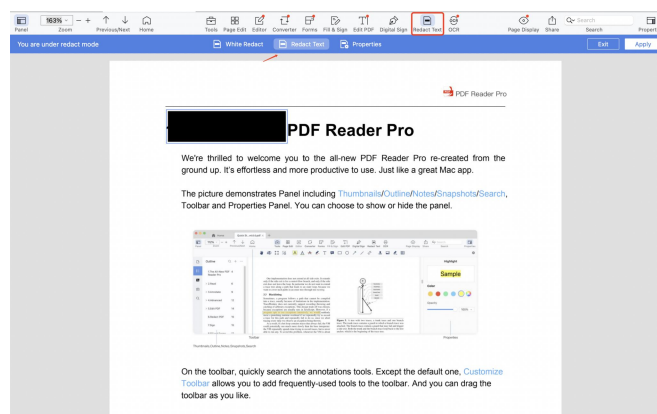 163%
Panel Zoom Previous/Next Home Tools Page Edit Editor Converter Forms Fill & Sign Edit PDF Digital Sign Redact Text OCR Page Display Share Search
Search
You are under redact mode White Redact Redact Text Properties Exit Apply
PDF Reader Pro
PDF Reader Pro
We're thrilled to welcome you to the all-new PDF Reader Pro re-created from the
ground up. It's effortless and more productive to use. Just like a great Mac app.
The picture demonstrates Panel including Thumbnails/Outline/Notes/Snapshots/Search,
Toolbar and Properties Panel. You can choose to show or hide the panel.
Outline
Highlight
Sample
Toolbar
Properties
Thumbnails,Outline,Notes,Snapshots,Search
On the toolbar, quickly search the annotations tools. Except the default one, Customize
Toolbar allows you to add frequently-used tools to the toolbar. And you can drag the
toolbar as you like.